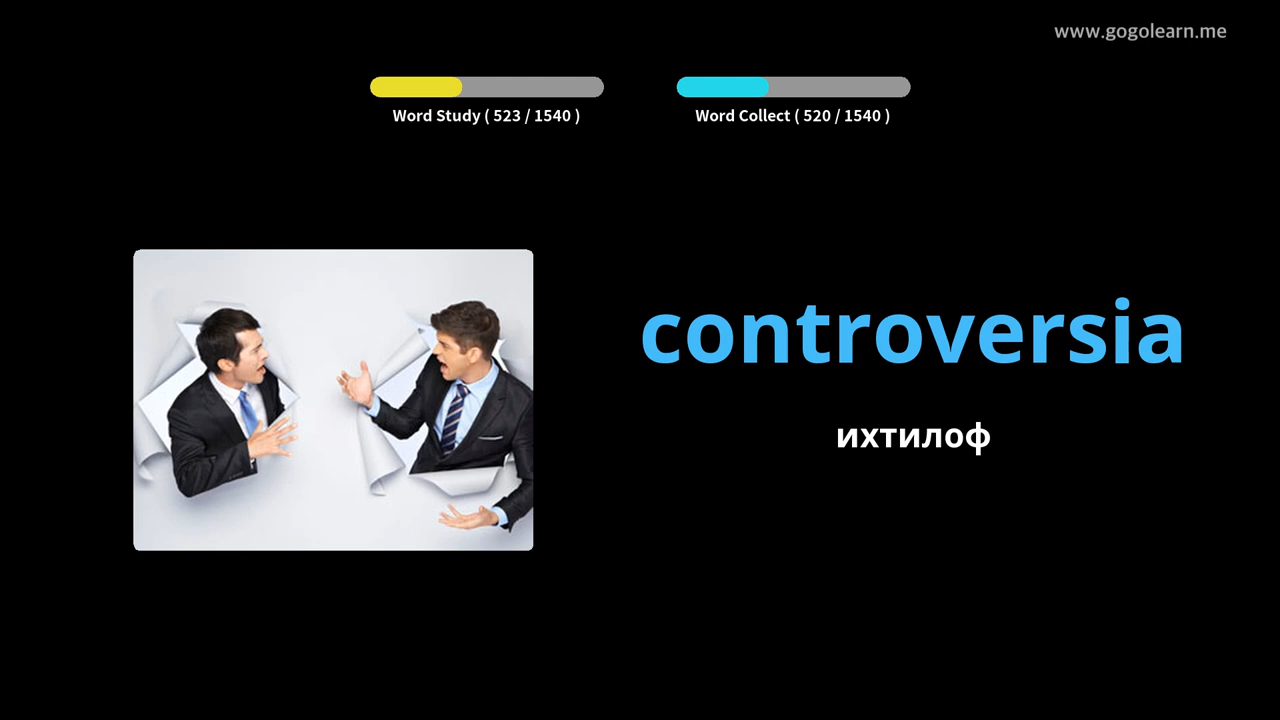 www.gogolearn.me
Word Study ( 523 / 1540 )
Word Collect ( 520 / 1540 )
controversia
ихтилоф